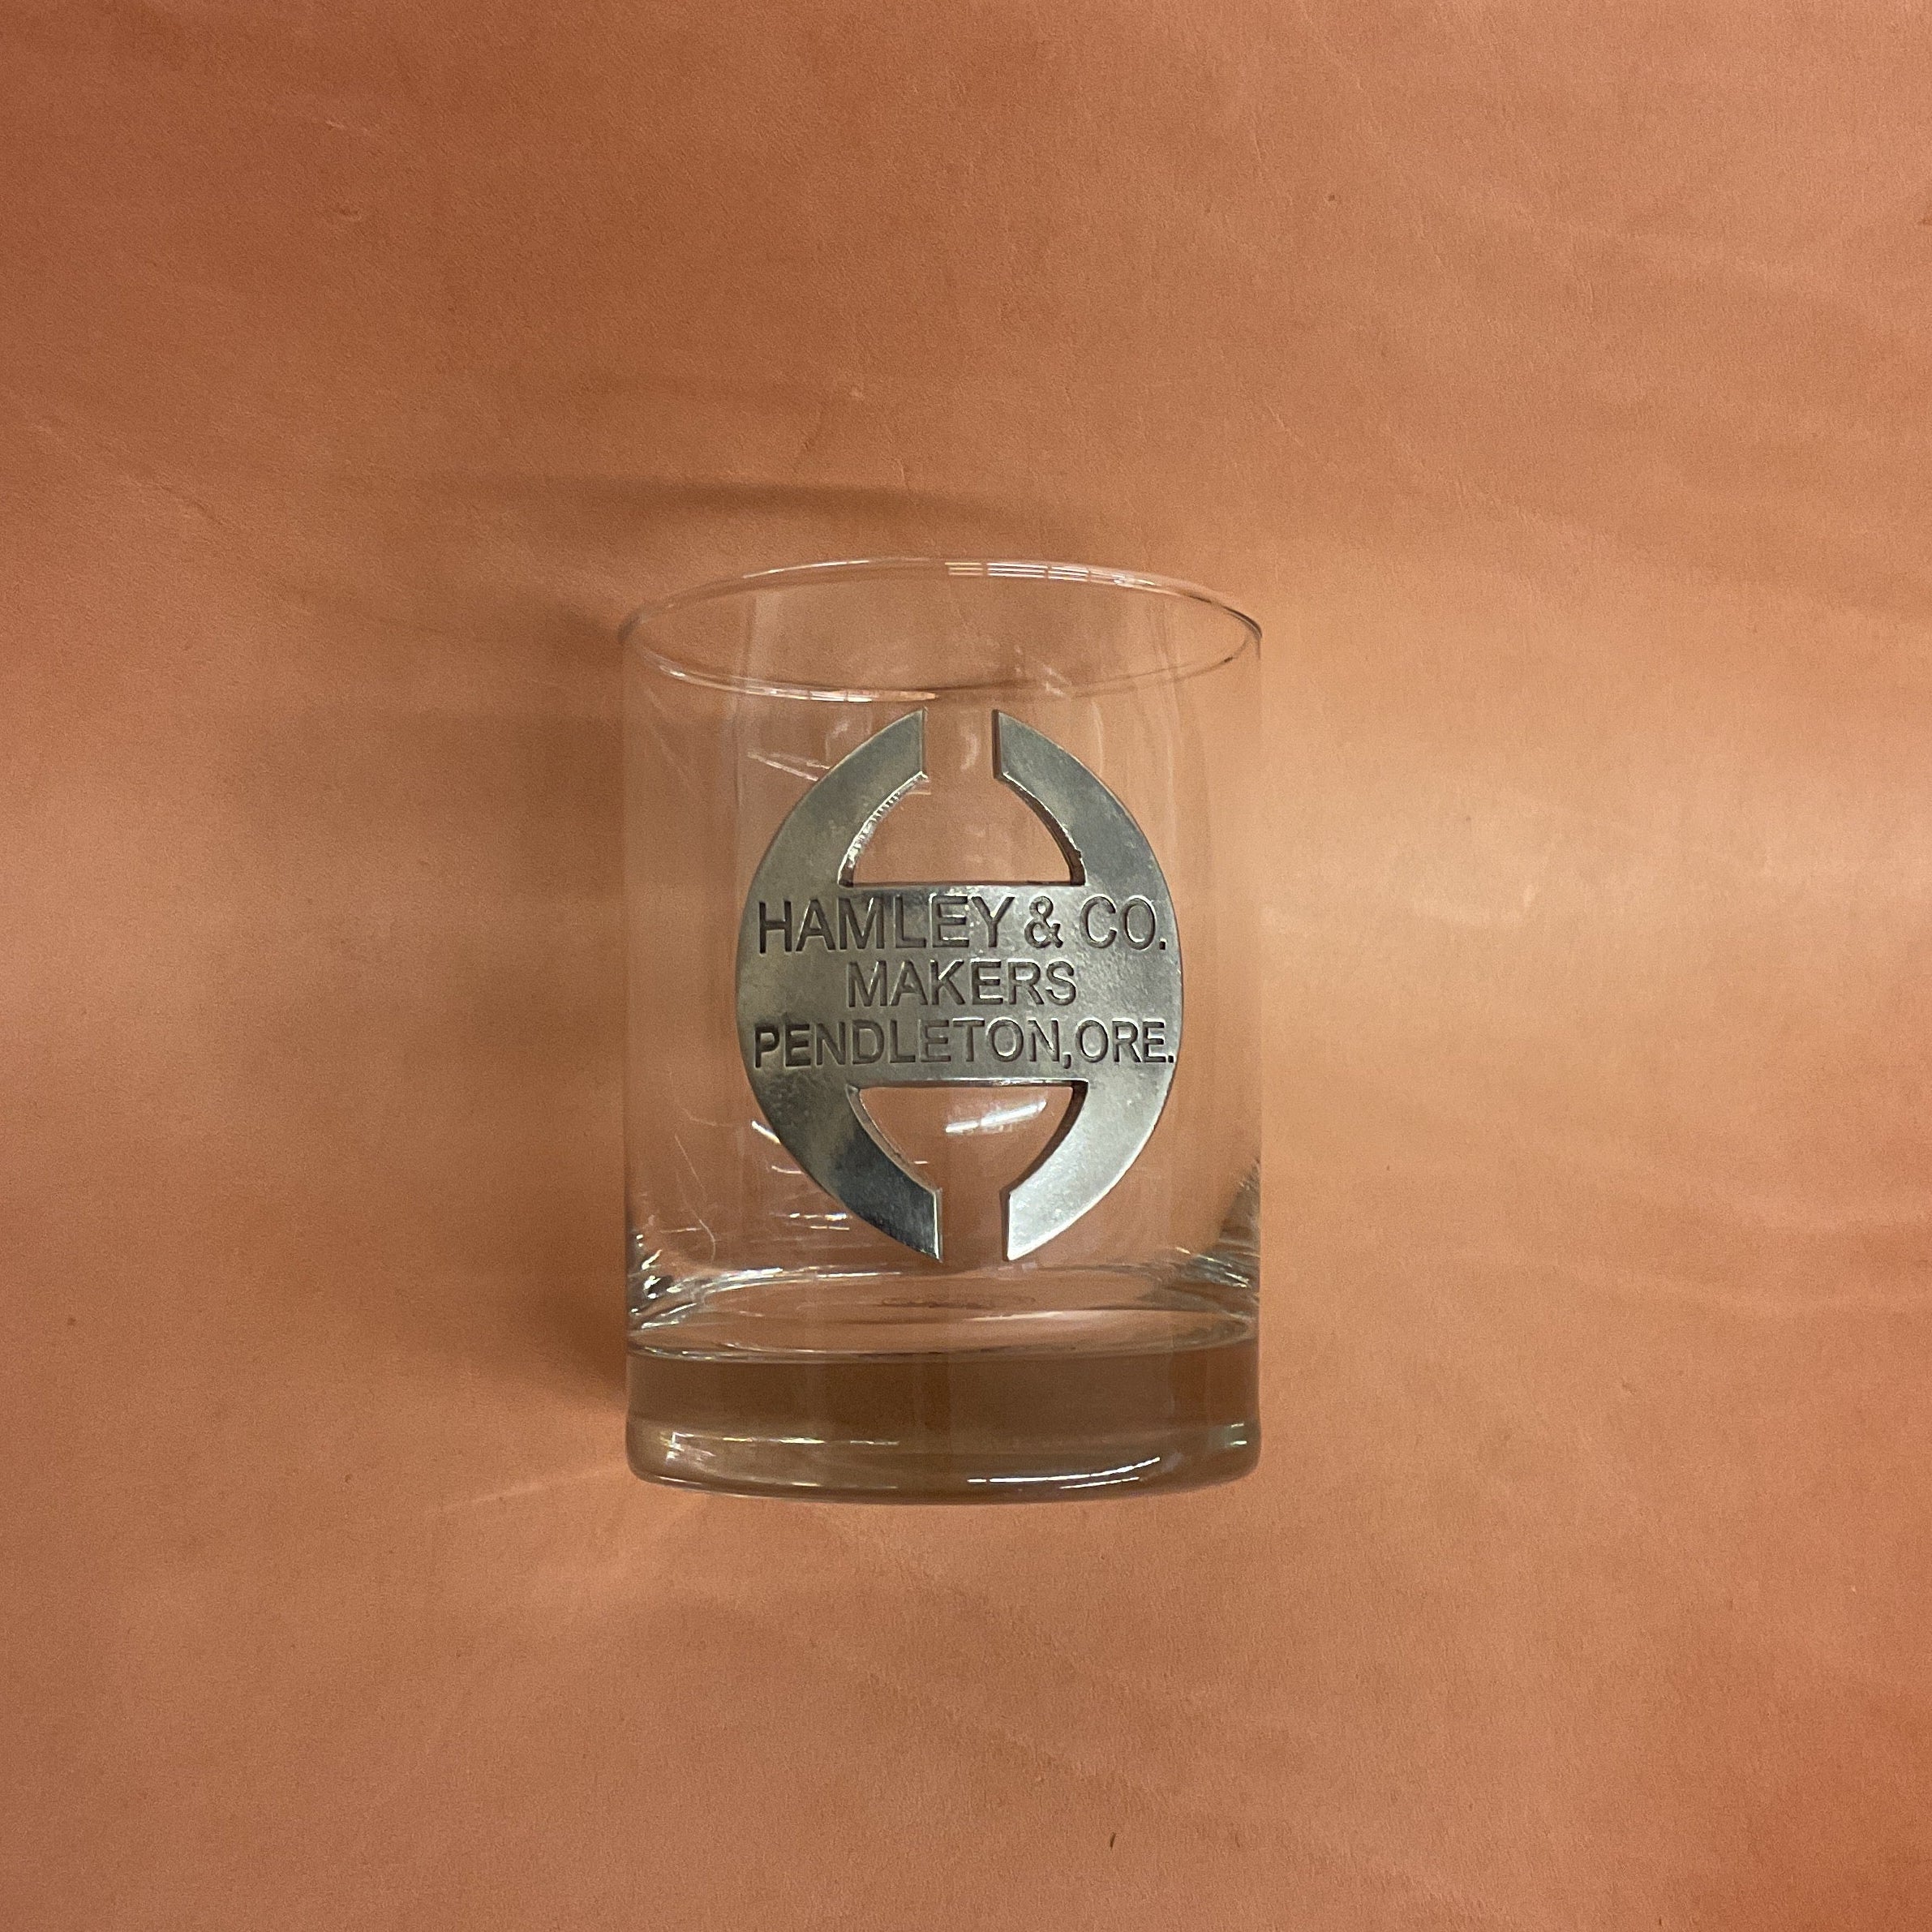 HAMLEY & CO.
MAKERS
PENDLETON, ORE.